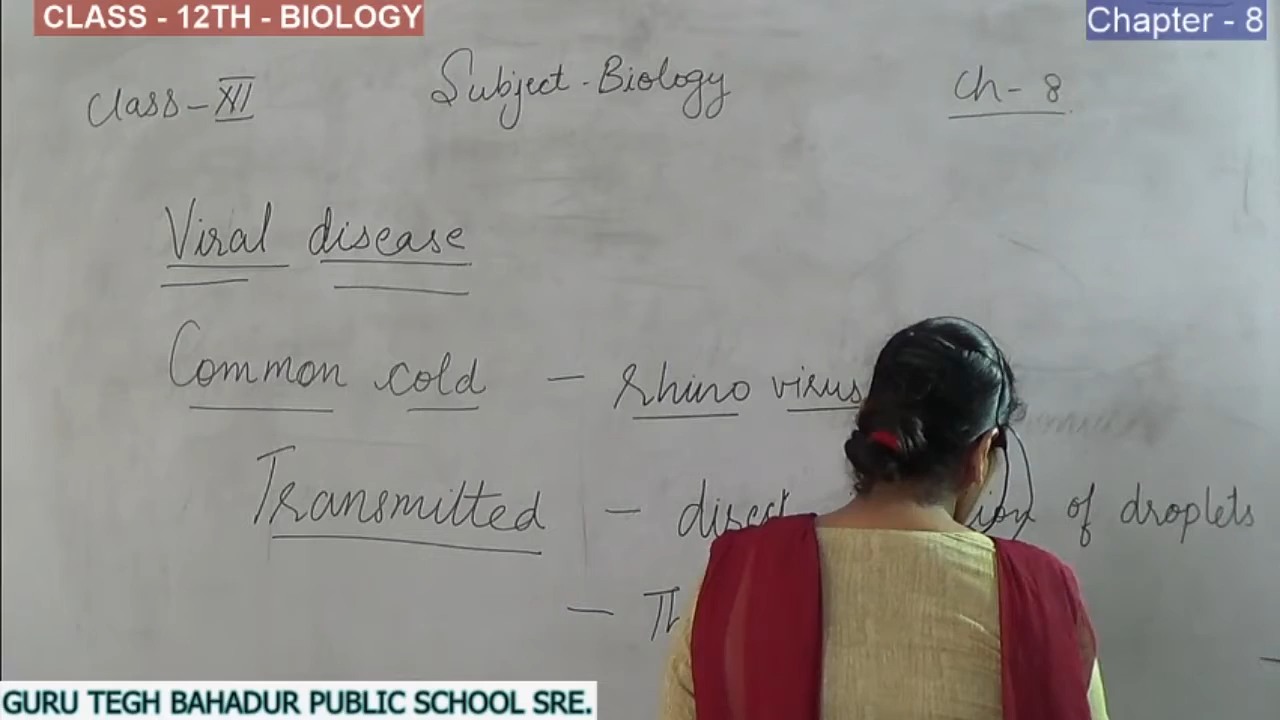 CLASS - 12TH - BIOLOGY
Chapter - 8
Class - XII Subject - Biology Ch - 8
Viral disease
Common cold - rhino virus
Transmitted - of droplets
-
GURU TEGH BAHADUR PUBLIC SCHOOL SRE.